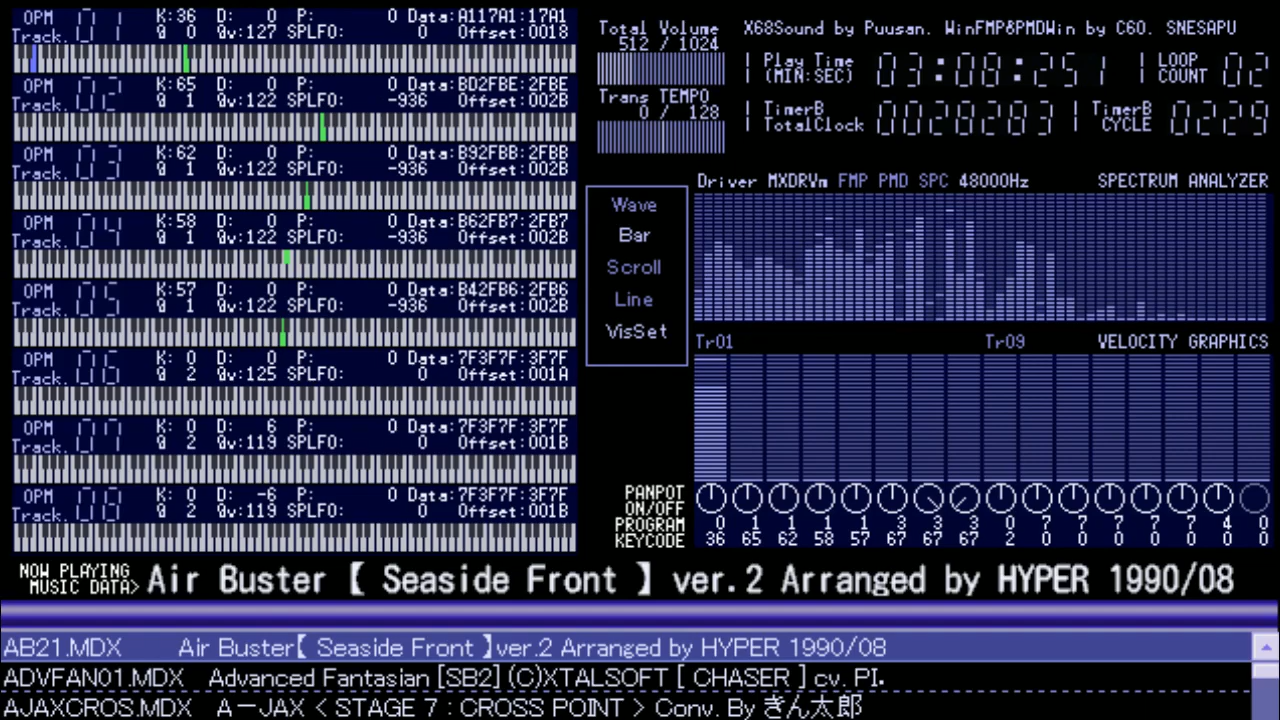 OPM K:36 D: 0 P: 0 Data:A117A1:17A1
Track. 01 @ 0 @v:127 SPLFO: 0 Offset:0018
OPM K:65 D: 0 P: 0 Data:BD2FBE:2FBE
Track. 02 @ 1 @v:122 SPLFO: -936 Offset:002B
OPM K:62 D: 0 P: 0 Data:B92FBB:2FBB
Track. 03 @ 1 @v:122 SPLFO: -936 Offset:002B
OPM K:58 D: 0 P: 0 Data:B62FB7:2FB7
Track. 04 @ 1 @v:122 SPLFO: -936 Offset:002B
OPM K:57 D: 0 P: 0 Data:B42FB6:2FB6
Track. 05 @ 1 @v:122 SPLFO: -936 Offset:002B
OPM K: 0 D: 0 P: 0 Data:7F3F7F:3F7F
Track. 06 @ 2 @v:125 SPLFO: 0 Offset:001A
OPM K: 0 D: 6 P: 0 Data:7F3F7F:3F7F
Track. 07 @ 2 @v:119 SPLFO: 0 Offset:001B
OPM K: 0 D: -6 P: 0 Data:7F3F7F:3F7F
Track. 08 @ 2 @v:119 SPLFO: 0 Offset:001B
Total Volume
512 / 1024
Trans TEMPO
0 / 128
X68Sound by Puusan. WinFMP&PMDWin by C60. SNESAPU
Play Time (MIN:SEC) 03:08:25 1 LOOP COUNT 02
TimerB TotalClock 0028283 TimerB CYCLE 0229
Driver MXDRVm FMP PMD SPC 48000Hz SPECTRUM ANALYZER
Wave
Bar
Scroll
Line
VisSet
Tr01 Tr09 VELOCITY GRAPHICS
PANPOT
ON/OFF
PROGRAM 0 1 1 1 1 3 3 3 0 7 7 7 7 7 4 0
KEYCODE 36 65 62 58 57 67 67 67 2 0 0 0 0 0 0 0
NOW PLAYING
MUSIC DATA> Air Buster【 Seaside Front 】 ver.2 Arranged by HYPER 1990/08
AB21.MDX Air Buster【 Seaside Front 】ver.2 Arranged by HYPER 1990/08
ADVFAN01.MDX Advanced Fantasian [SB2] (C)XTALSOFT [ CHASER ] cv. PI.
AJAXCROS.MDX A－JAX < STAGE 7 : CROSS POINT > Conv. By きん太郎